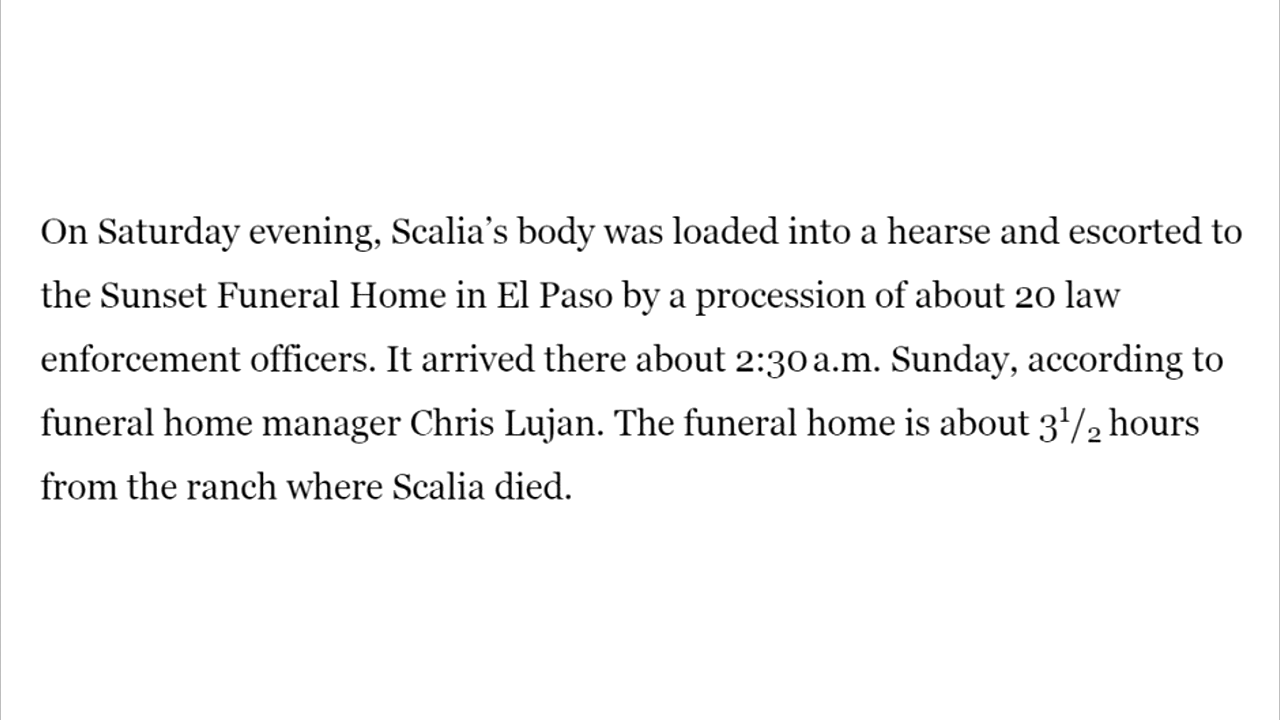 On Saturday evening, Scalia’s body was loaded into a hearse and escorted to
the Sunset Funeral Home in El Paso by a procession of about 20 law
enforcement officers. It arrived there about 2:30 a.m. Sunday, according to
funeral home manager Chris Lujan. The funeral home is about 3¹/₂ hours
from the ranch where Scalia died.